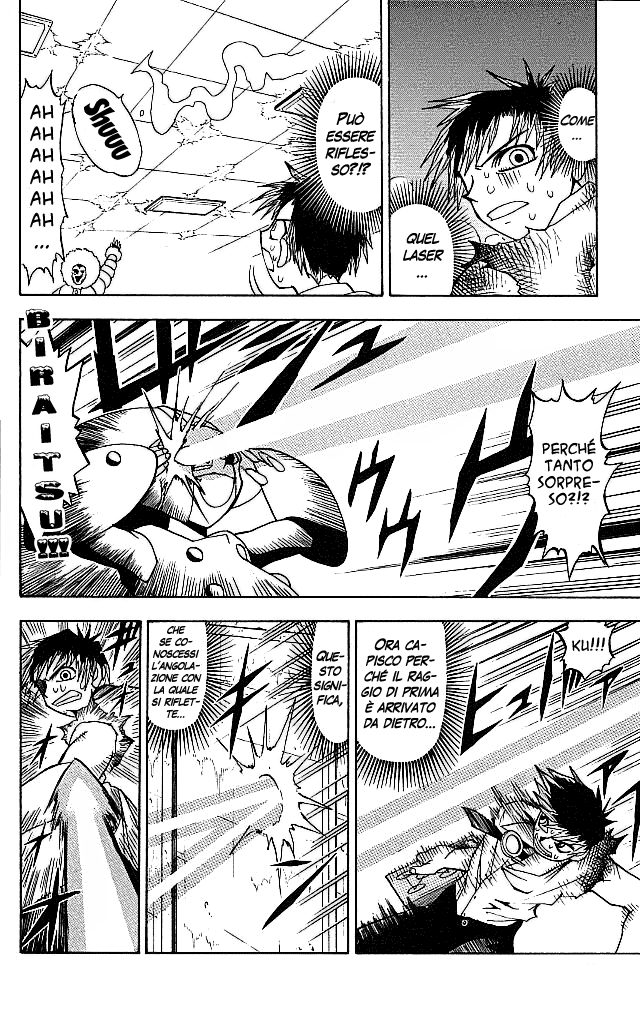 COME
...
QUEL
LASER
...
PUÒ
ESSERE
RIFLES-
SO?!?
Shuuu
AH
AH
AH
AH
AH
AH
...
PERCHÉ
TANTO
SORPRE-
SO?!?
BIRAITSU!!!
KU!!!
ORA CA-
PISCO PER-
CHÉ IL RAG-
GIO DI PRIMA
È ARRIVATO
DA DIETRO...
QUE-
STO
SIGNI-
FICA,
CHE
SE CO-
NOSCESSI
L'ANGOLA-
ZIONE CON
LA QUALE
SI RIFLET-
TE...